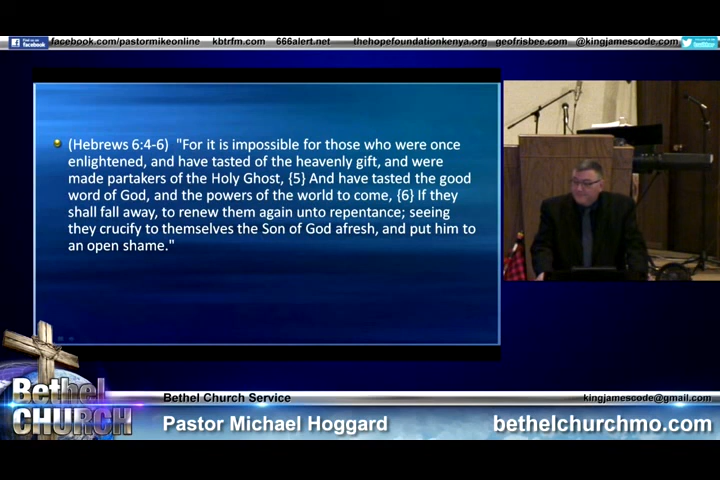 Find us on
facebook
facebook.com/pastormikeonline kbtrfm.com 666alert.net thehopefoundationkenya.org geofrisbee.com @kingjamescode.com
twitter
(Hebrews 6:4-6) "For it is impossible for those who were once
enlightened, and have tasted of the heavenly gift, and were
made partakers of the Holy Ghost, {5} And have tasted the good
word of God, and the powers of the world to come, {6} If they
shall fall away, to renew them again unto repentance; seeing
they crucify to themselves the Son of God afresh, and put him to
an open shame."
Bethel
CHURCH
Bethel Church Service
kingjamescode@gmail.com
Pastor Michael Hoggard
bethelchurchmo.com